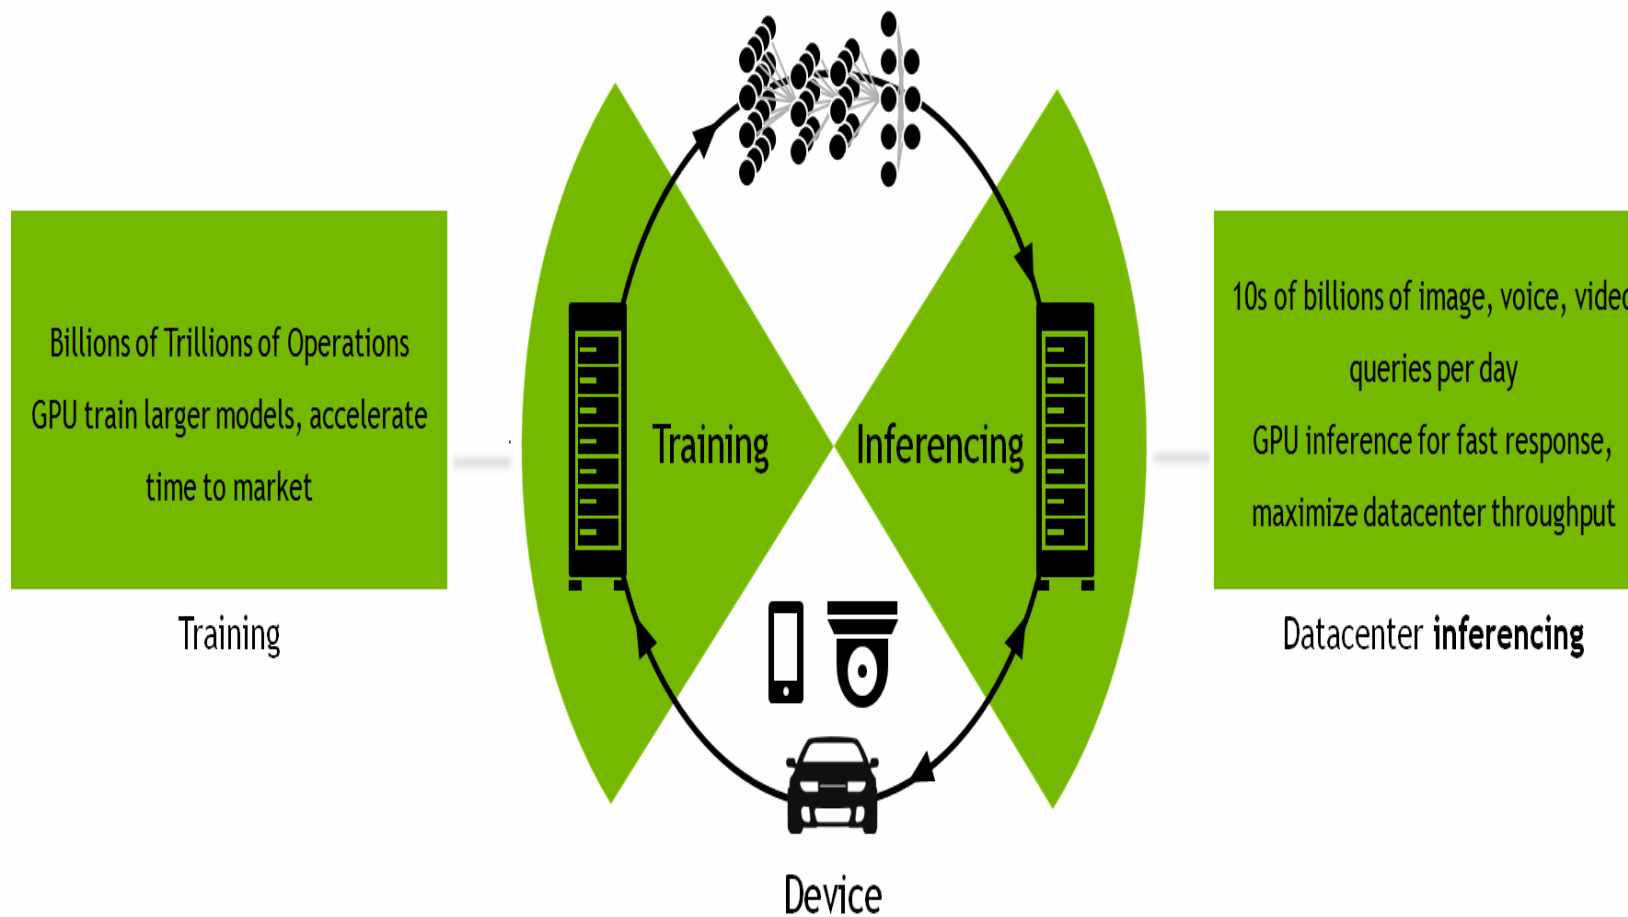 Billions of Trillions of Operations
GPU train larger models, accelerate
time to market
Training
Training
Inferencing
10s of billions of image, voice, video
queries per day
GPU inference for fast response,
maximize datacenter throughput
Datacenter inferencing
Device